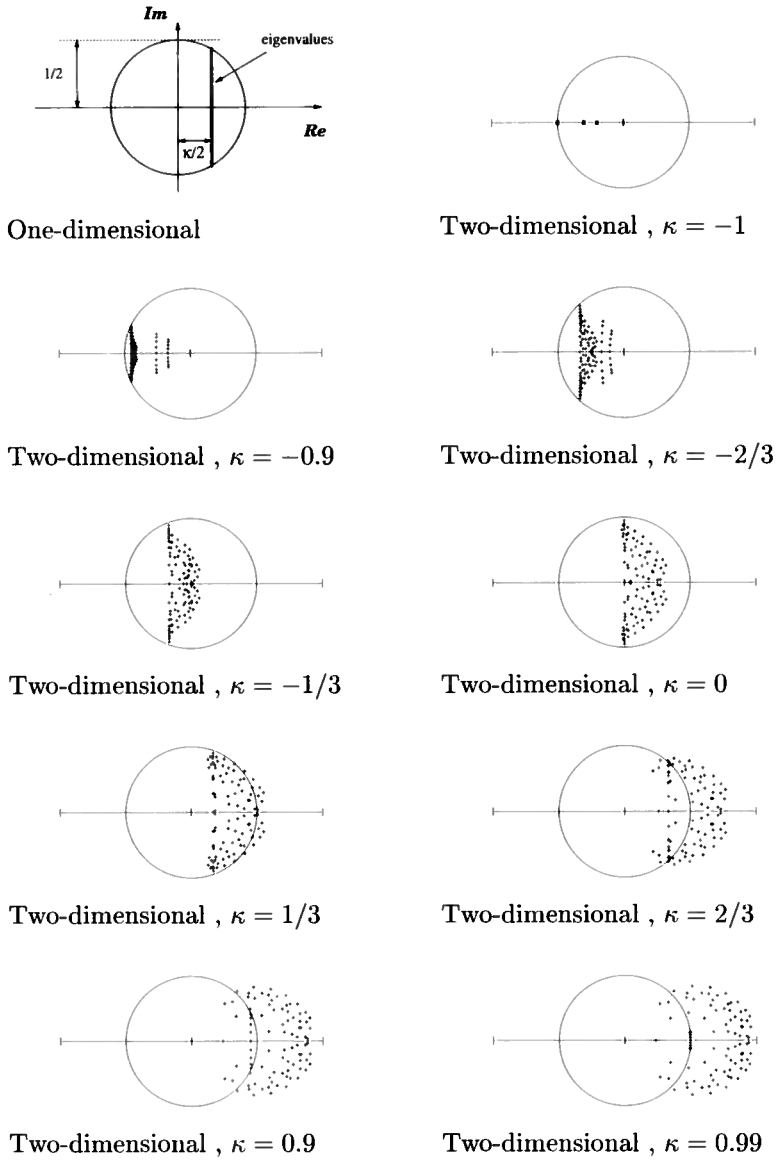 Im
eigenvalues
1/2
Re
κ/2
One-dimensional
Two-dimensional , κ = −1
Two-dimensional , κ = −0.9
Two-dimensional , κ = −2/3
Two-dimensional , κ = −1/3
Two-dimensional , κ = 0
Two-dimensional , κ = 1/3
Two-dimensional , κ = 2/3
Two-dimensional , κ = 0.9
Two-dimensional , κ = 0.99